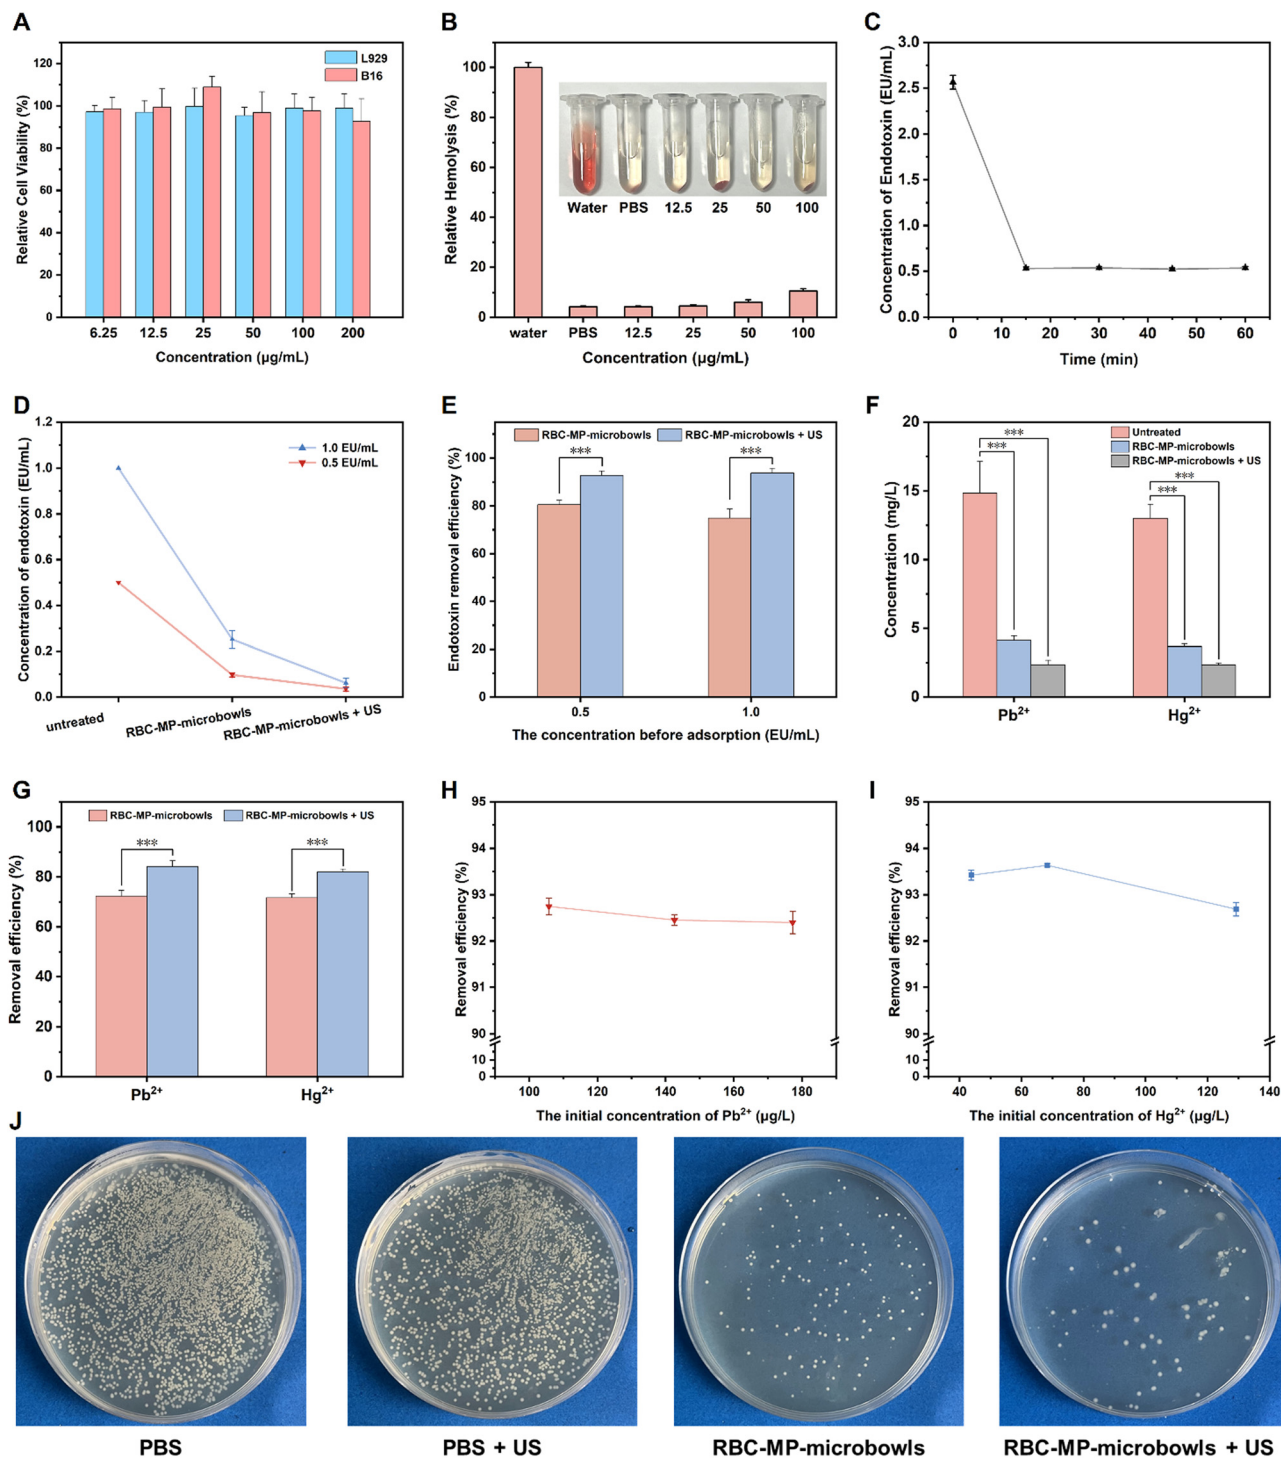 A
Relative Cell Viability (%)
120
100
80
60
40
20
0
L929
B16
6.25 12.5 25 50 100 200
Concentration (μg/mL)
B
Relative Hemolysis (%)
100
80
60
40
20
0
Water PBS 12.5 25 50 100
water PBS 12.5 25 50 100
Concentration (μg/mL)
C
Concentration of Endotoxin (EU/mL)
3.0
2.5
2.0
1.5
1.0
0.5
0.0
0 10 20 30 40 50 60
Time (min)
D
Concentration of endotoxin (EU/mL)
1.2
1.0
0.8
0.6
0.4
0.2
0.0
1.0 EU/mL
0.5 EU/mL
untreated RBC-MP-microbowls RBC-MP-microbowls + US
E
Endotoxin removal efficiency (%)
RBC-MP-microbowls RBC-MP-microbowls + US
100
80
60
40
20
0
*** ***
0.5 1.0
The concentration before adsorption (EU/mL)
F
Concentration (mg/L)
20
15
10
5
0
Untreated
RBC-MP-microbowls
RBC-MP-microbowls + US
***
***
***
***
Pb²⁺ Hg²⁺
G
Removal efficiency (%)
100
80
60
40
20
0
RBC-MP-microbowls RBC-MP-microbowls + US
*** ***
Pb²⁺ Hg²⁺
H
Removal efficiency (%)
95
94
93
92
91
90
10
0
100 120 140 160 180
The initial concentration of Pb²⁺ (μg/L)
I
Removal efficiency (%)
95
94
93
92
91
90
10
0
40 60 80 100 120 140
The initial concentration of Hg²⁺ (μg/L)
J
PBS PBS + US RBC-MP-microbowls RBC-MP-microbowls + US